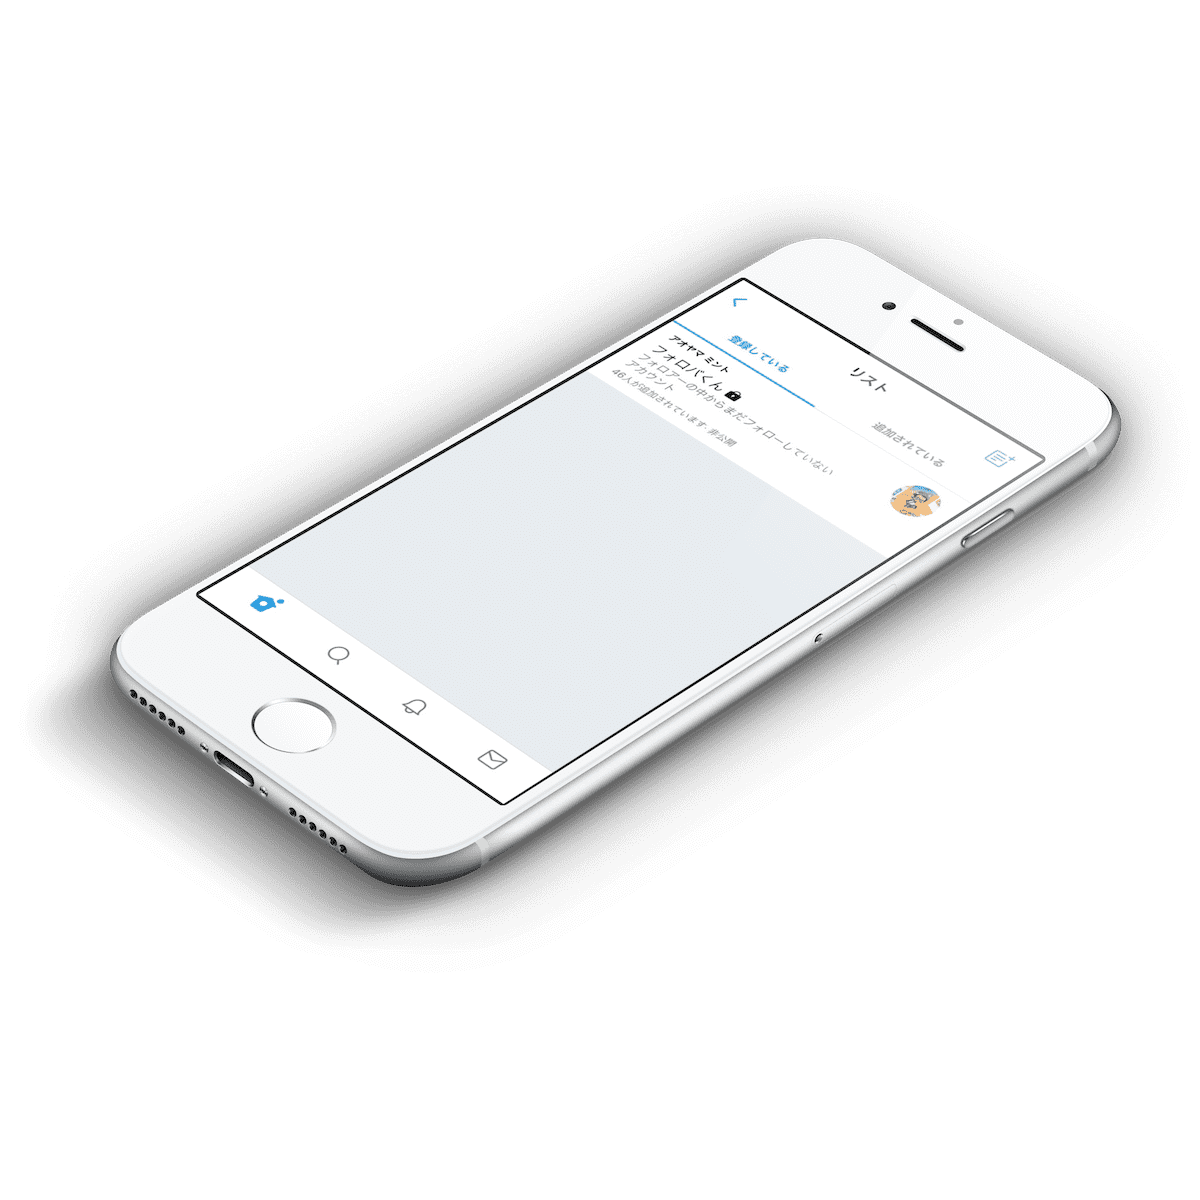 リスト
登録している
追加されている
アオヤマ ミント
フォロバくん
フォロアーの中からまだフォローしていない
アカウント
46人が追加されています· 非公開